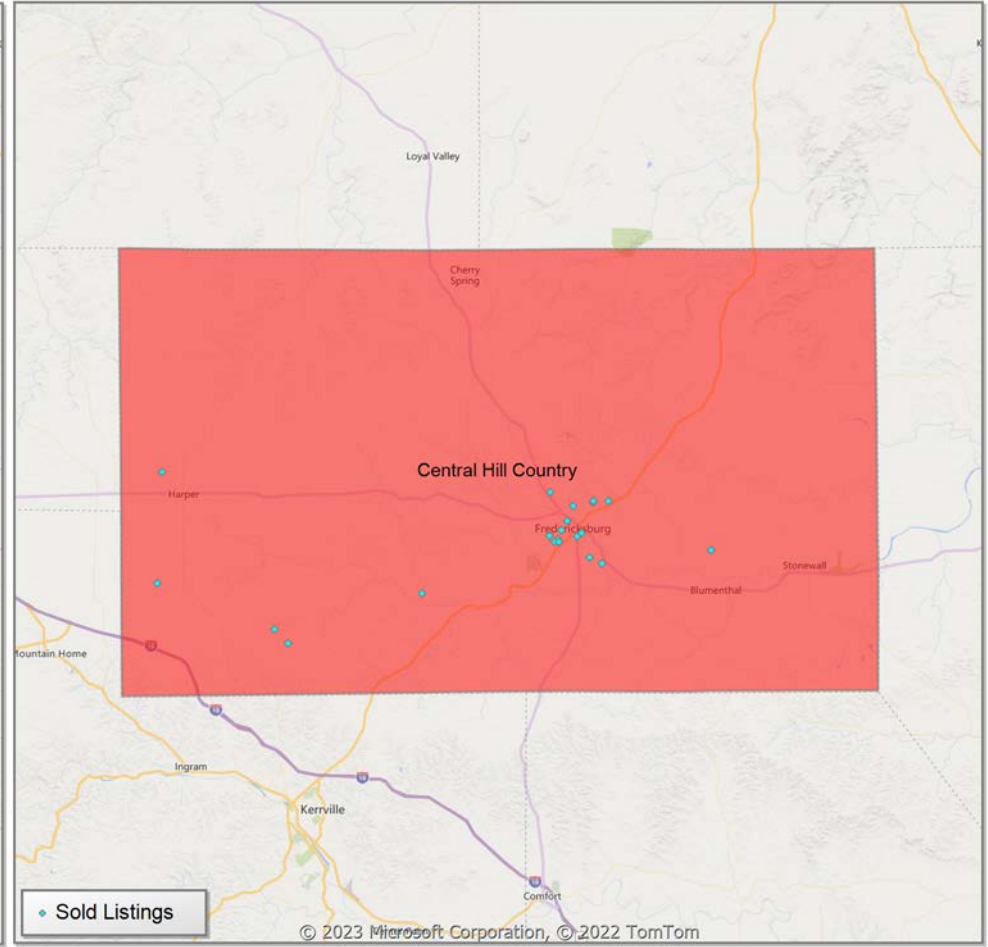 Loyal Valley
Cherry
Spring
Central Hill Country
Harper
Fredericksburg
Stonewall
Blumenthal
Mountain Home
Ingram
Kerrville
Comfort
Sold Listings
© 2023 Microsoft Corporation, © 2022 TomTom